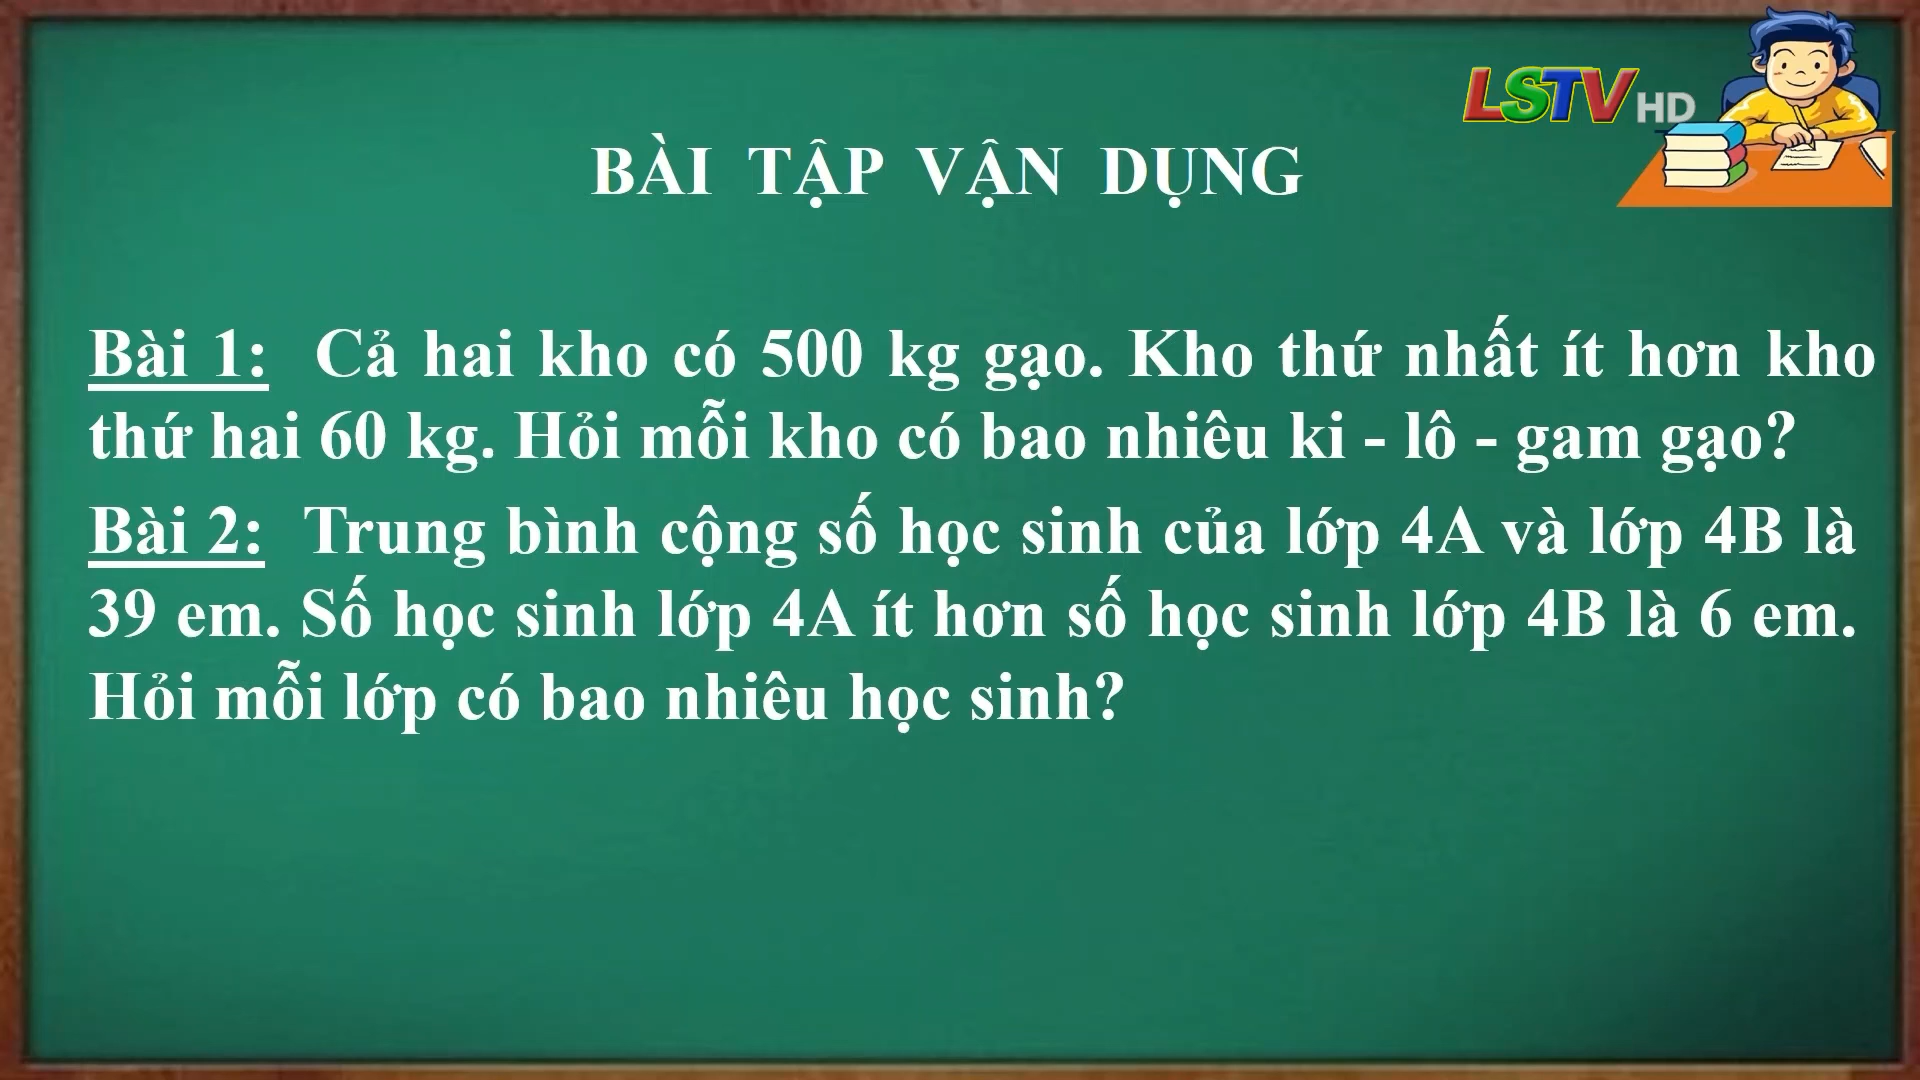 LSTV HD
BÀI TẬP VẬN DỤNG
Bài 1: Cả hai kho có 500 kg gạo. Kho thứ nhất ít hơn kho
thứ hai 60 kg. Hỏi mỗi kho có bao nhiêu ki - lô - gam gạo?
Bài 2: Trung bình cộng số học sinh của lớp 4A và lớp 4B là
39 em. Số học sinh lớp 4A ít hơn số học sinh lớp 4B là 6 em.
Hỏi mỗi lớp có bao nhiêu học sinh?